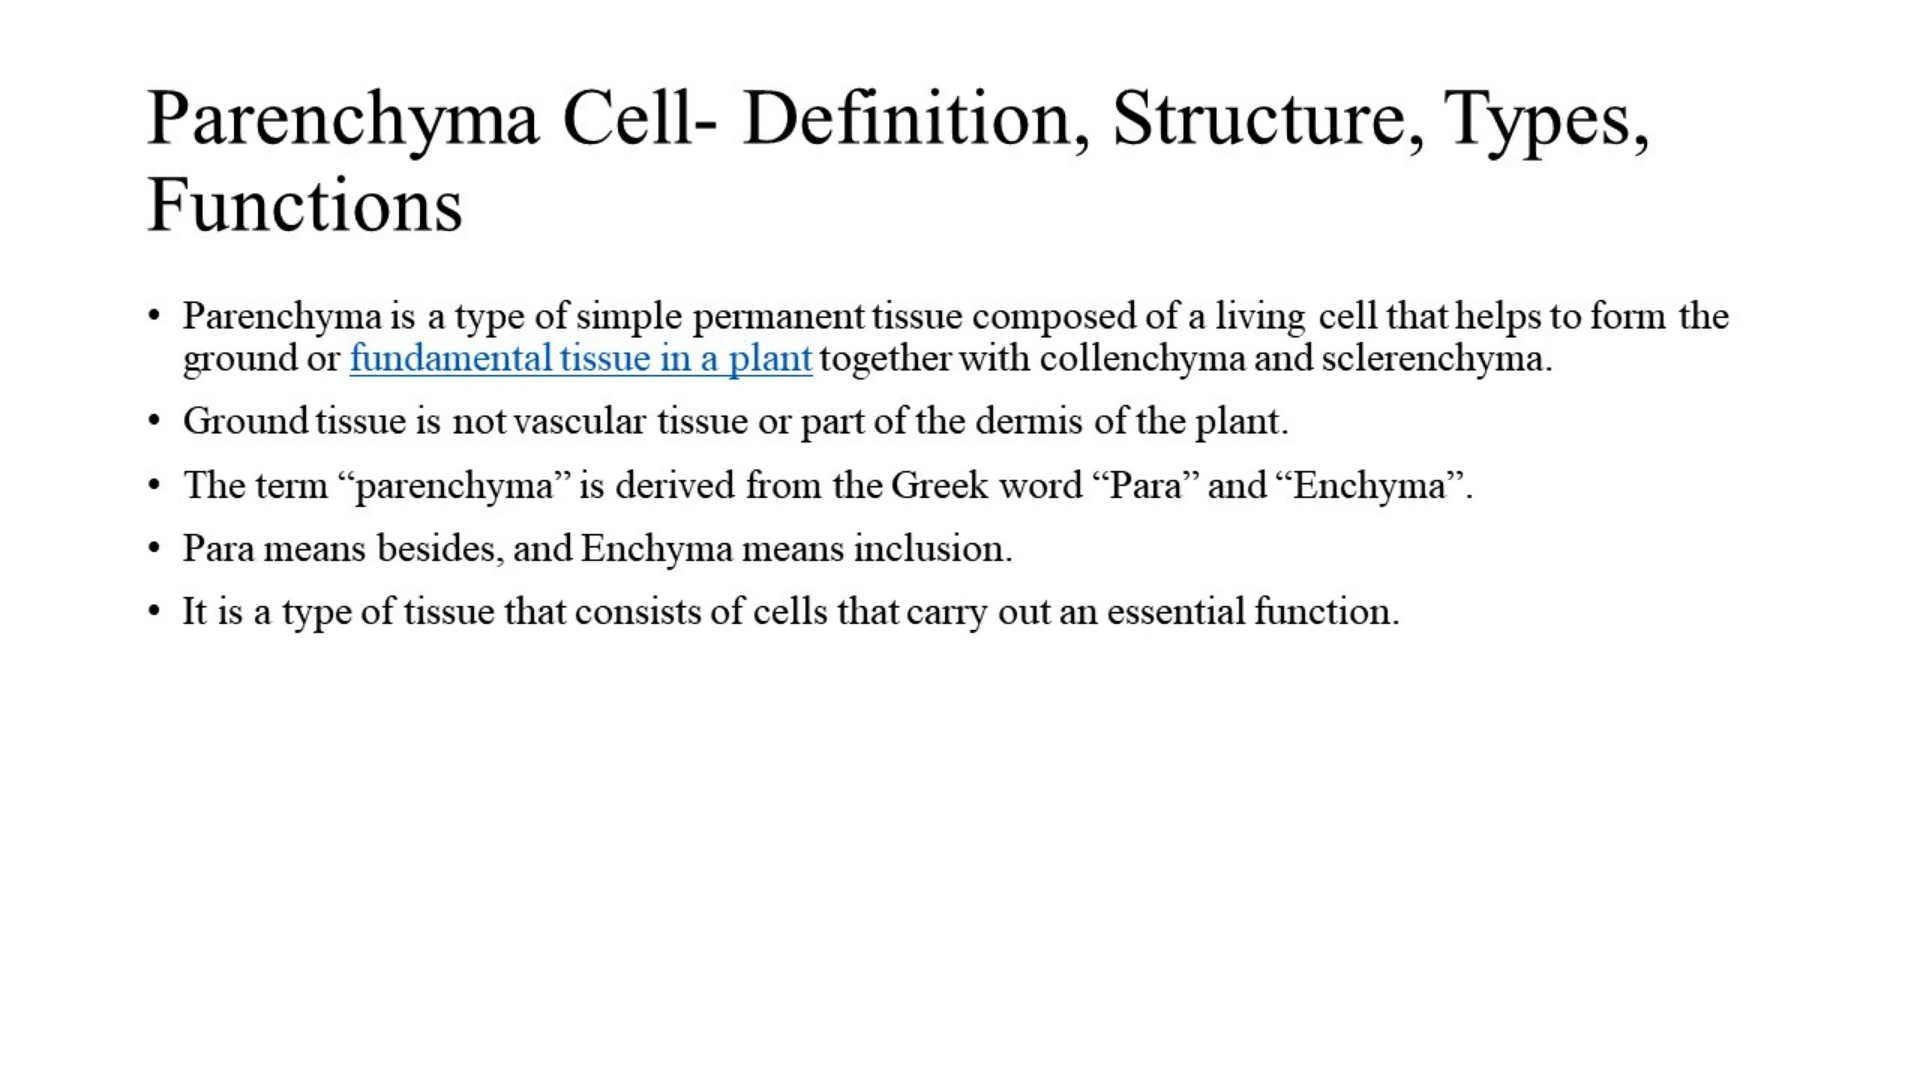 Parenchyma Cell- Definition, Structure, Types,
Functions
• Parenchyma is a type of simple permanent tissue composed of a living cell that helps to form the
ground or fundamental tissue in a plant together with collenchyma and sclerenchyma.
• Ground tissue is not vascular tissue or part of the dermis of the plant.
• The term “parenchyma” is derived from the Greek word “Para” and “Enchyma”.
• Para means besides, and Enchyma means inclusion.
• It is a type of tissue that consists of cells that carry out an essential function.